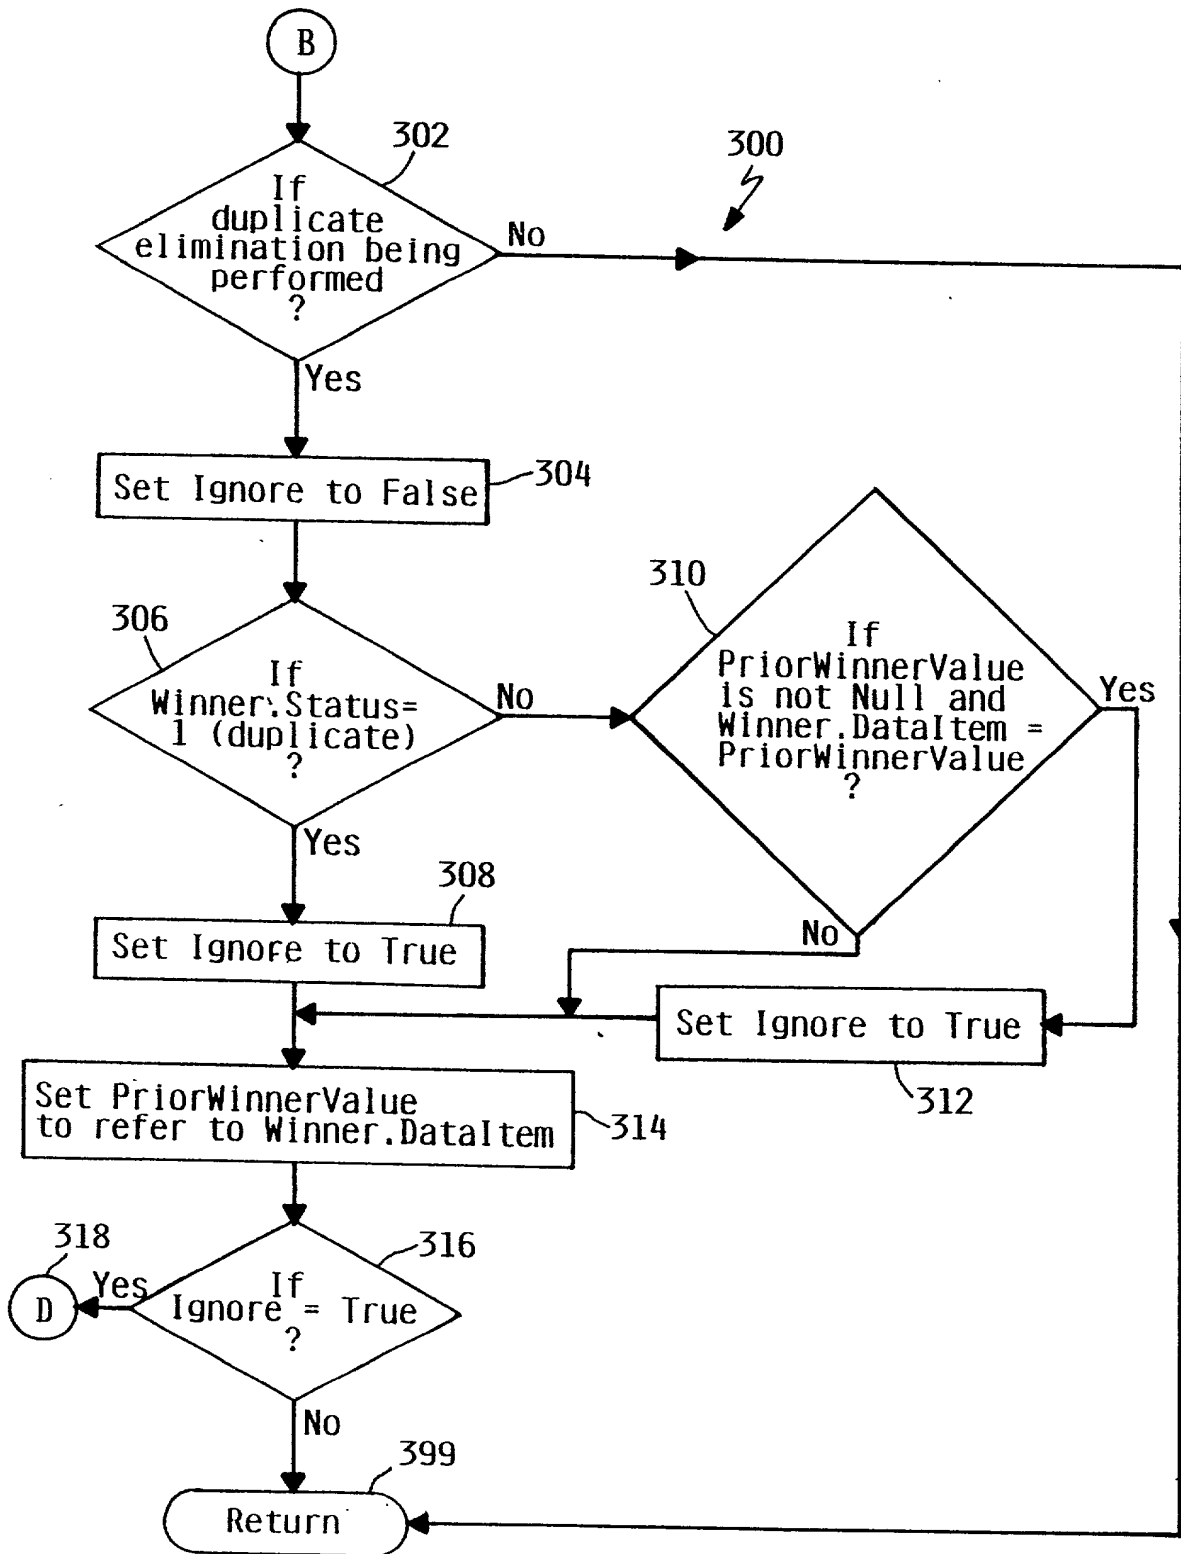 B
302
300
If
duplicate
elimination being
performed
?
No
Yes
Set Ignore to False
304
306
If
Winner.Status=
1 (duplicate)
?
No
310
If
PriorWinnerValue
is not Null and
Winner.DataItem =
PriorWinnerValue
?
Yes
Yes
308
No
Set Ignore to True
Set Ignore to True
312
Set PriorWinnerValue
to refer to Winner.DataItem
314
318
316
Yes
D
If
Ignore = True
?
No
399
Return